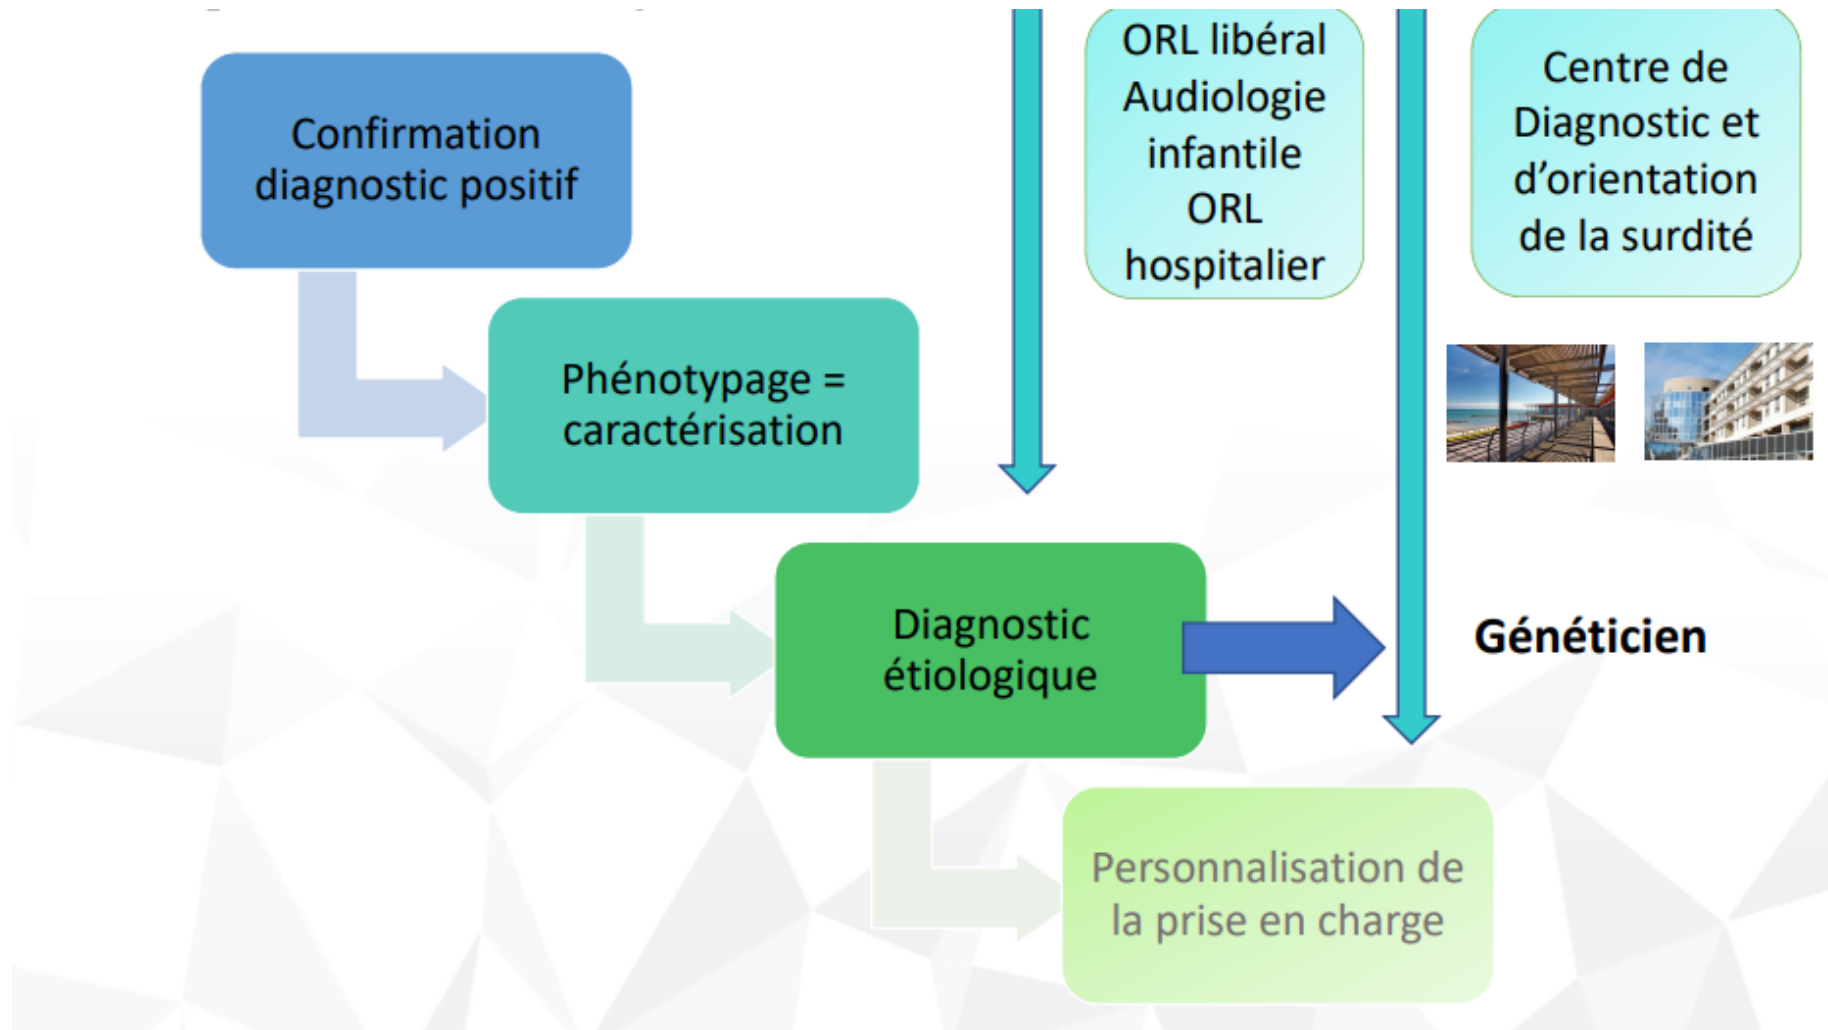 Confirmation
diagnostic positif
ORL libéral
Audiologie
infantile
ORL
hospitalier
Centre de
Diagnostic et
d’orientation
de la surdité
Phénotypage =
caractérisation
Diagnostic
étiologique
Généticien
Personnalisation de
la prise en charge